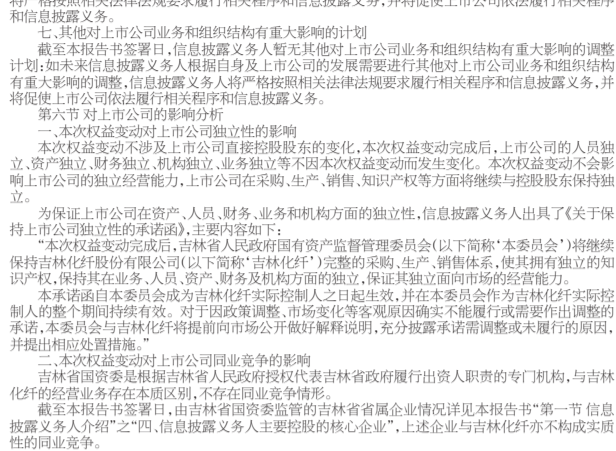 将严格按照相关法律法规要求履行相关程序和信息披露义务,并将促使上市公司依法履行相关程序
和信息披露义务。
七、其他对上市公司业务和组织结构有重大影响的计划
截至本报告书签署日,信息披露义务人暂无其他对上市公司业务和组织结构有重大影响的调整
计划;如未来信息披露义务人根据自身及上市公司的发展需要进行其他对上市公司业务和组织结构
有重大影响的调整,信息披露义务人将严格按照相关法律法规要求履行相关程序和信息披露义务,并
将促使上市公司依法履行相关程序和信息披露义务。
第六节 对上市公司的影响分析
一、本次权益变动对上市公司独立性的影响
本次权益变动不涉及上市公司直接控股股东的变化,本次权益变动完成后,上市公司的人员独
立、资产独立、财务独立、机构独立、业务独立等不因本次权益变动而发生变化。本次权益变动不会影
响上市公司的独立经营能力,上市公司在采购、生产、销售、知识产权等方面将继续与控股股东保持独
立。
为保证上市公司在资产、人员、财务、业务和机构方面的独立性,信息披露义务人出具了《关于保
持上市公司独立性的承诺函》,主要内容如下:
“本次权益变动完成后,吉林省人民政府国有资产监督管理委员会(以下简称‘本委员会’)将继续
保持吉林化纤股份有限公司(以下简称‘吉林化纤’)完整的采购、生产、销售体系,使其拥有独立的知
识产权,保持其在业务、人员、资产、财务及机构方面的独立,保证其独立面向市场的经营能力。
本承诺函自本委员会成为吉林化纤实际控制人之日起生效,并在本委员会作为吉林化纤实际控
制人的整个期间持续有效。对于因政策调整、市场变化等客观原因确实不能履行或需要作出调整的
承诺,本委员会与吉林化纤将提前向市场公开做好解释说明,充分披露承诺需调整或未履行的原因,
并提出相应处置措施。”
二、本次权益变动对上市公司同业竞争的影响
吉林省国资委是根据吉林省人民政府授权代表吉林省政府履行出资人职责的专门机构,与吉林
化纤的经营业务存在本质区别,不存在同业竞争情形。
截至本报告书签署日,由吉林省国资委监管的吉林省省属企业情况详见本报告书“第一节 信息
披露义务人介绍”之“四、信息披露义务人主要控股的核心企业”,上述企业与吉林化纤亦不构成实质
性的同业竞争。